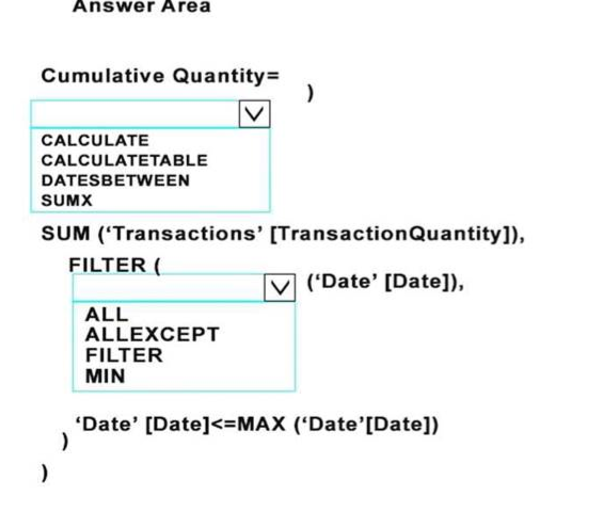 Answer Area
Cumulative Quantity=
)
CALCULATE
CALCULATETABLE
DATESBETWEEN
SUMX
SUM (‘Transactions’ [TransactionQuantity]),
FILTER (
(‘Date’ [Date]),
ALL
ALLEXCEPT
FILTER
MIN
‘Date’ [Date]<=MAX (‘Date’[Date])
)
)